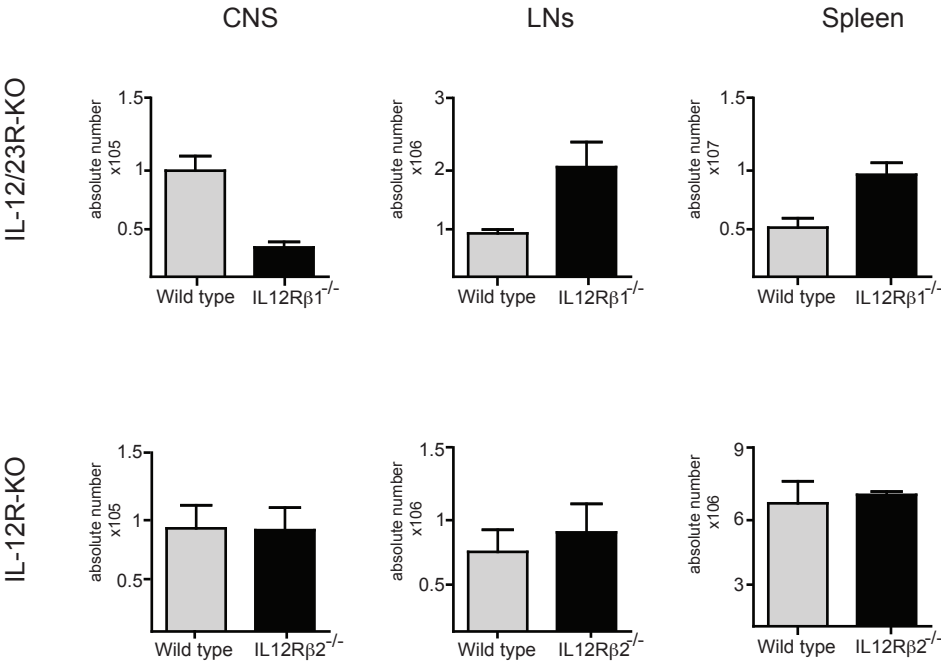 CNS LNs Spleen
IL-12/23R-KO
absolute number
x105
1.5
1
0.5
Wild type IL12Rβ1-/-
absolute number
x106
3
2
1
Wild type IL12Rβ1-/-
absolute number
x107
1.5
1
0.5
Wild type IL12Rβ1-/-
IL-12R-KO
absolute number
x105
1.5
1
0.5
Wild type IL12Rβ2-/-
absolute number
x106
1.5
1
0.5
Wild type IL12Rβ2-/-
absolute number
x106
9
6
3
Wild type IL12Rβ2-/-